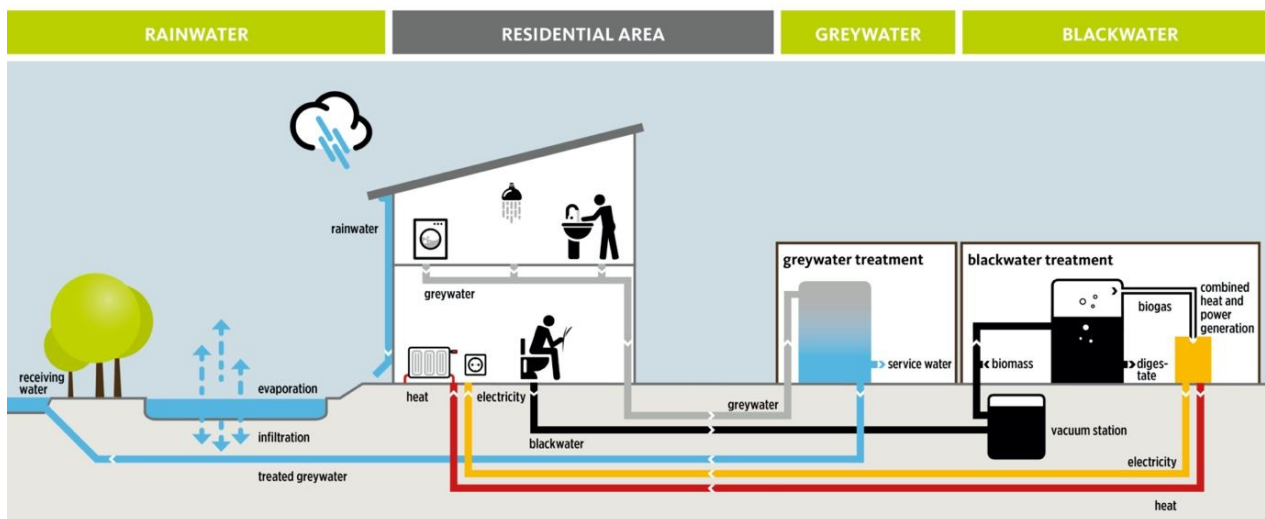 RAINWATER
RESIDENTIAL AREA
GREYWATER
BLACKWATER
rainwater
greywater
greywater treatment
blackwater treatment
biogas
combined
heat and
power
generation
service water
biomass
diges-
tate
receiving
water
evaporation
heat
electricity
greywater
infiltration
blackwater
vacuum station
treated greywater
electricity
heat